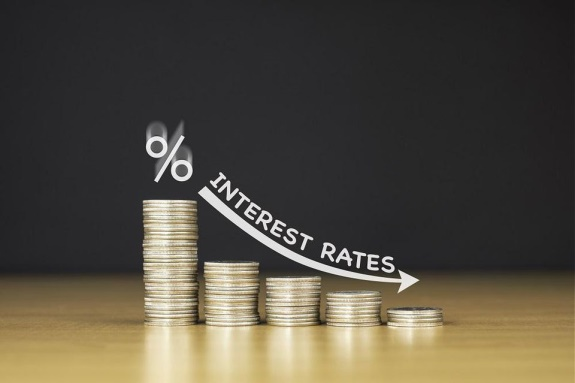 %
INTEREST RATES